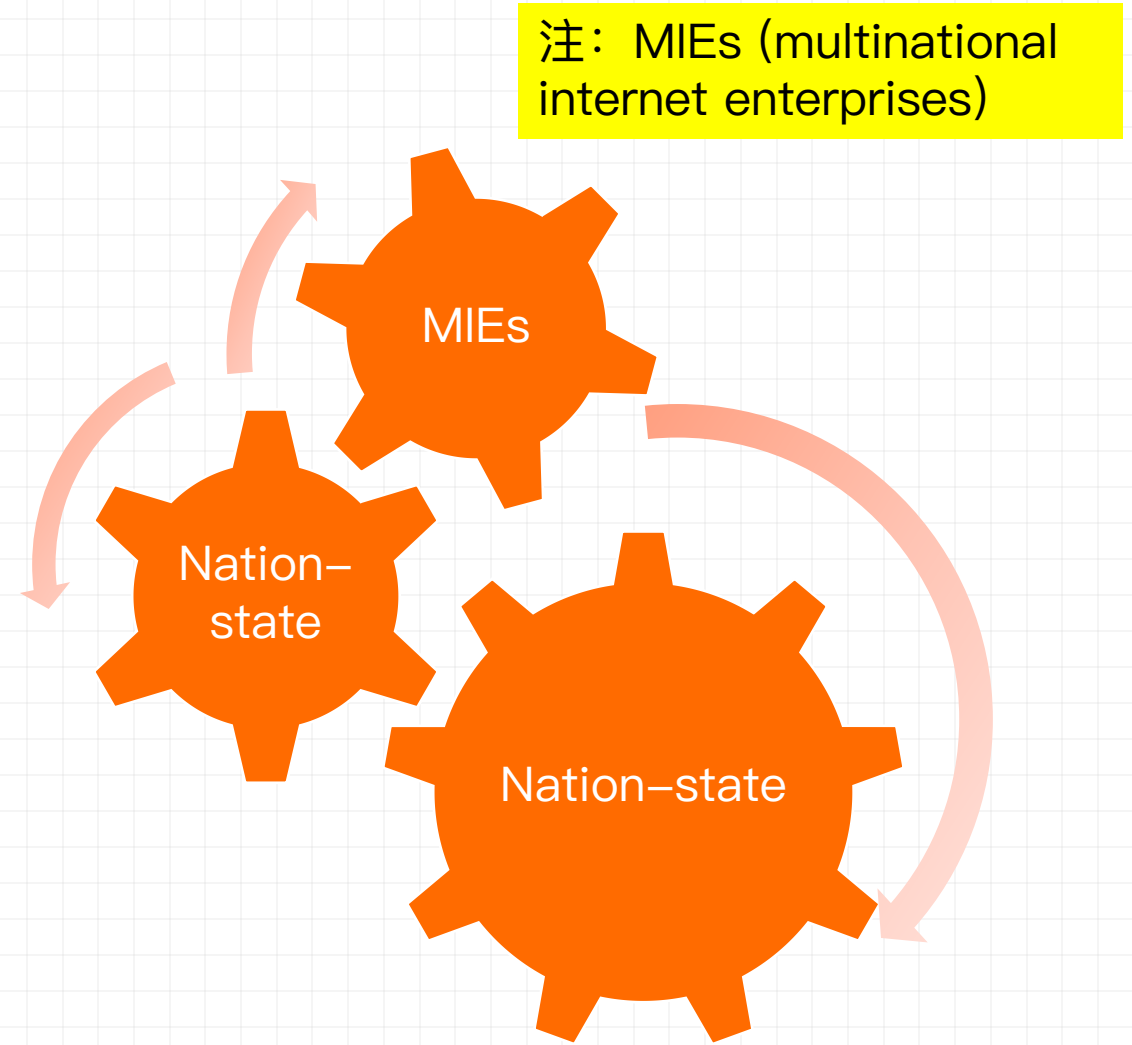 注：MIEs (multinational
internet enterprises)
MIEs
Nation-
state
Nation-state